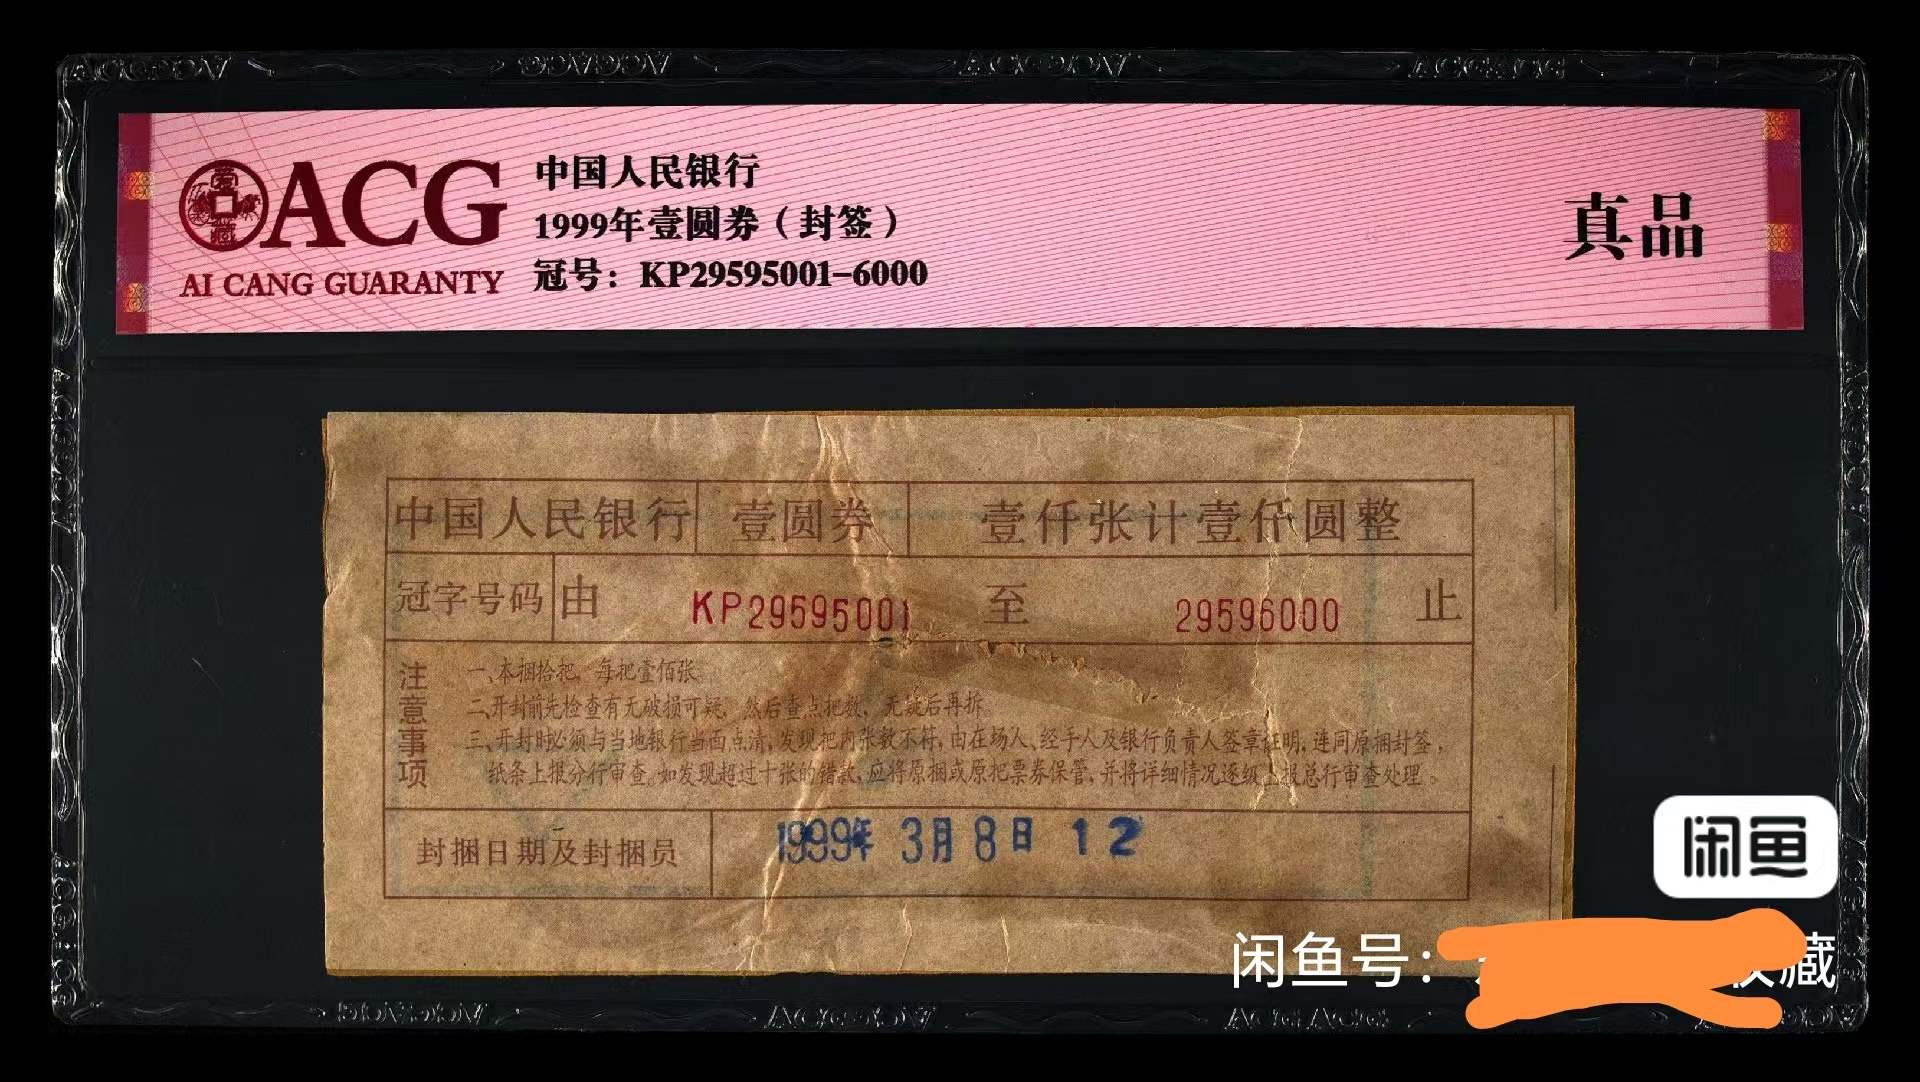 ACG
AI CANG GUARANTY
中国人民银行
1999年壹圆券（封签）
冠号：KP29595001-6000
真品
中国人民银行 壹圆券 壹仟张计壹仟圆整
冠字号码 由 KP29595001 至 29596000 止
注意事项
一、本捆拾把，每把壹佰张
二、开封前先检查有无破损可疑，然后查点把数，无疑后再拆
三、开封时必须与当地银行当面点清，发现把内张数不符，由在场人、经手人及银行负责人签章证明，连同原捆封签，
纸条上报分行审查。如发现超过十张的错款，应将原捆或原把票券保管，并将详细情况逐级上报总行审查处理。
封捆日期及封捆员 1999年 3月8日 12
闲鱼
闲鱼号： 藏